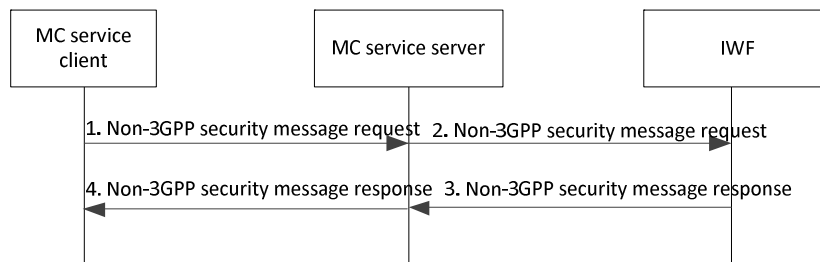 MC service
client
MC service server
IWF
1. Non-3GPP security message request
2. Non-3GPP security message request
4. Non-3GPP security message response
3. Non-3GPP security message response